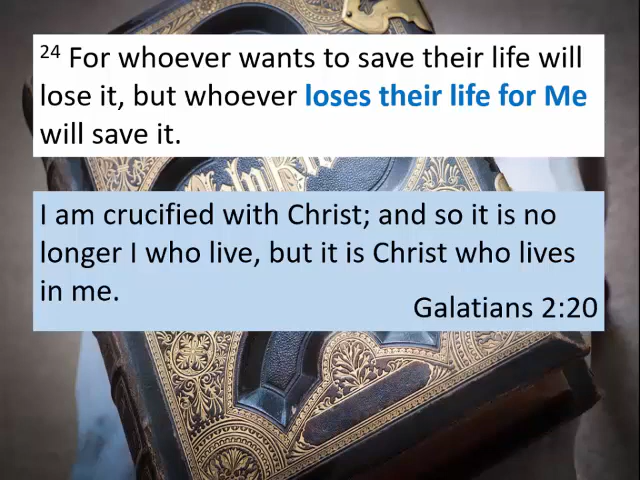 24 For whoever wants to save their life will
lose it, but whoever loses their life for Me
will save it.
I am crucified with Christ; and so it is no
longer I who live, but it is Christ who lives
in me.
Galatians 2:20